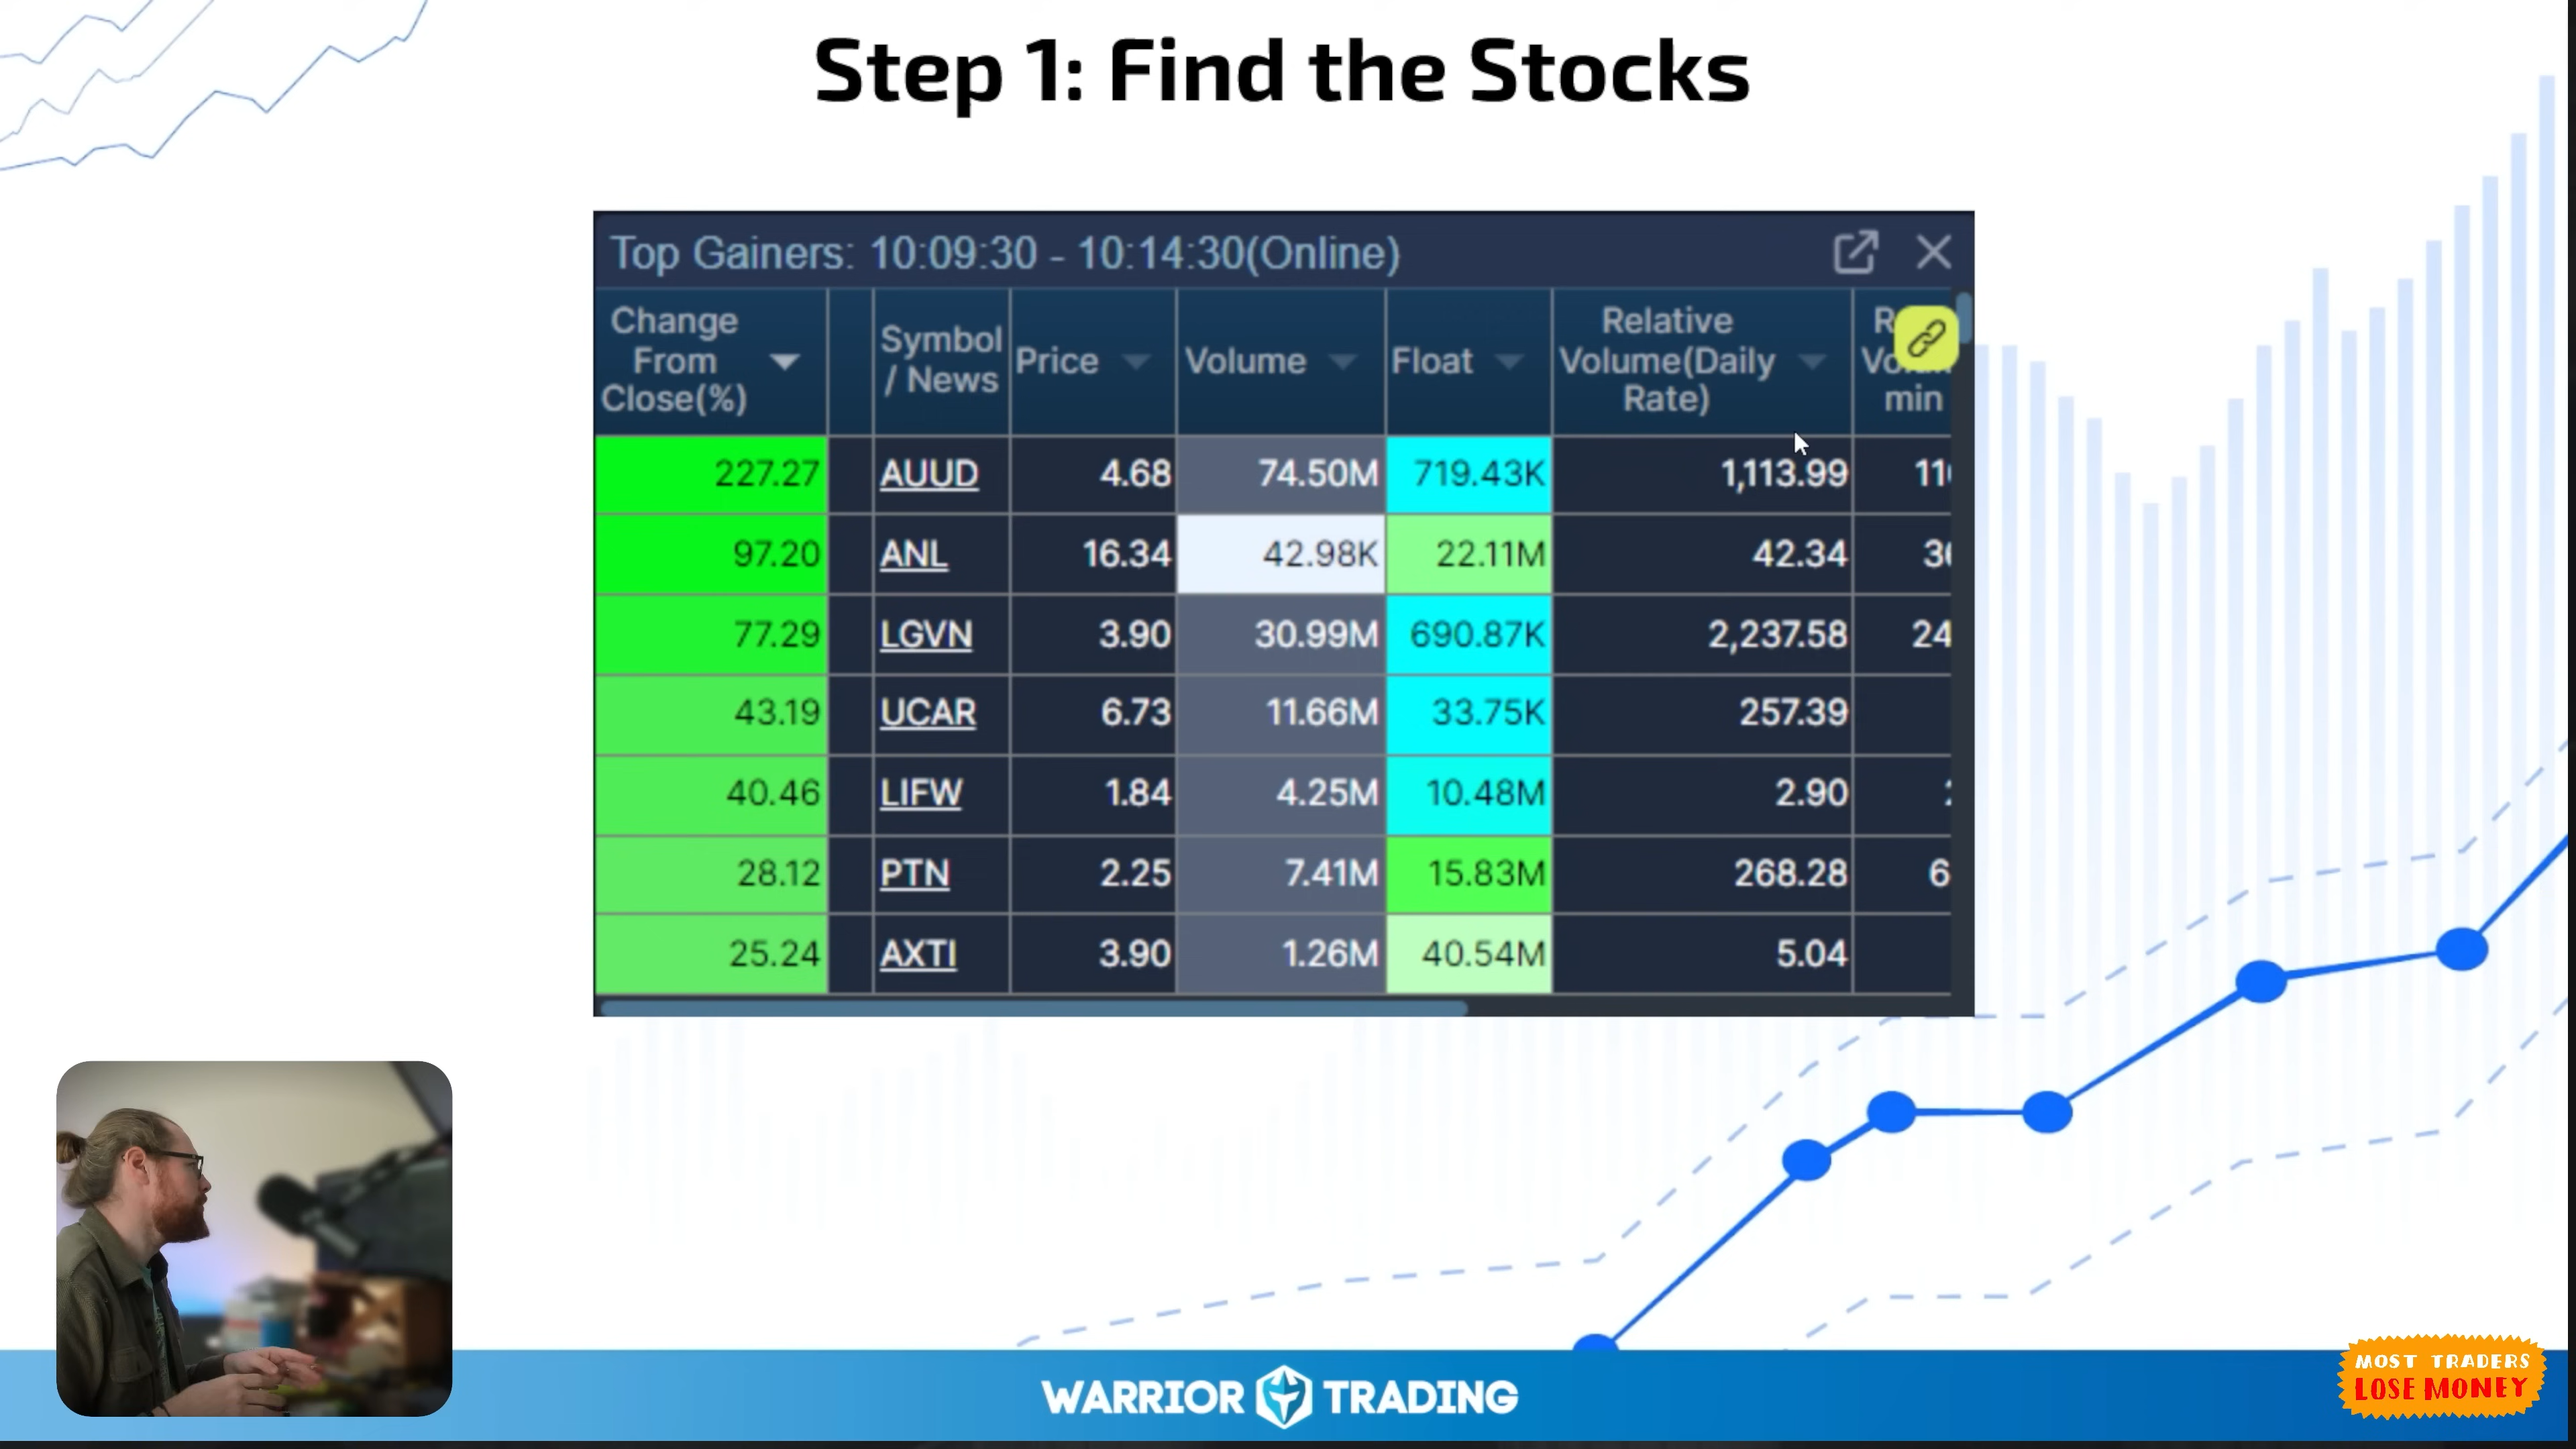 Step 1: Find the Stocks
Top Gainers: 10:09:30 - 10:14:30(Online)
Change From Close(%) Symbol / News Price Volume Float Relative Volume(Daily Rate) min
227.27 AUUD 4.68 74.50M 719.43K 1,113.99
97.20 ANL 16.34 42.98K 22.11M 42.34
77.29 LGVN 3.90 30.99M 690.87K 2,237.58
43.19 UCAR 6.73 11.66M 33.75K 257.39
40.46 LIFW 1.84 4.25M 10.48M 2.90
28.12 PTN 2.25 7.41M 15.83M 268.28
25.24 AXTI 3.90 1.26M 40.54M 5.04
WARRIOR TRADING
MOST TRADERS
LOSE MONEY